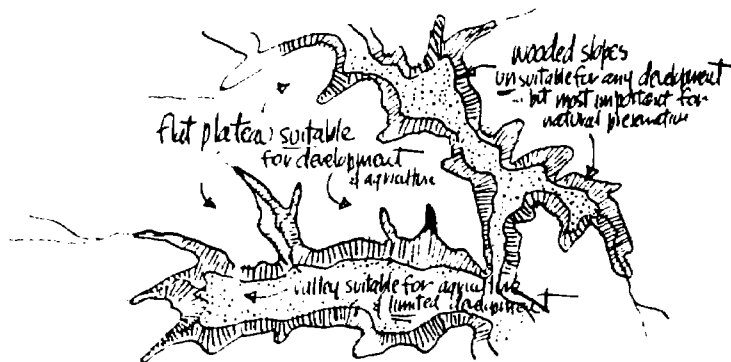 wooded slopes
unsuitable for any development
... but most important for
natural preservation
flat plateau suitable
for development
& agriculture
valley suitable for agriculture
& limited development